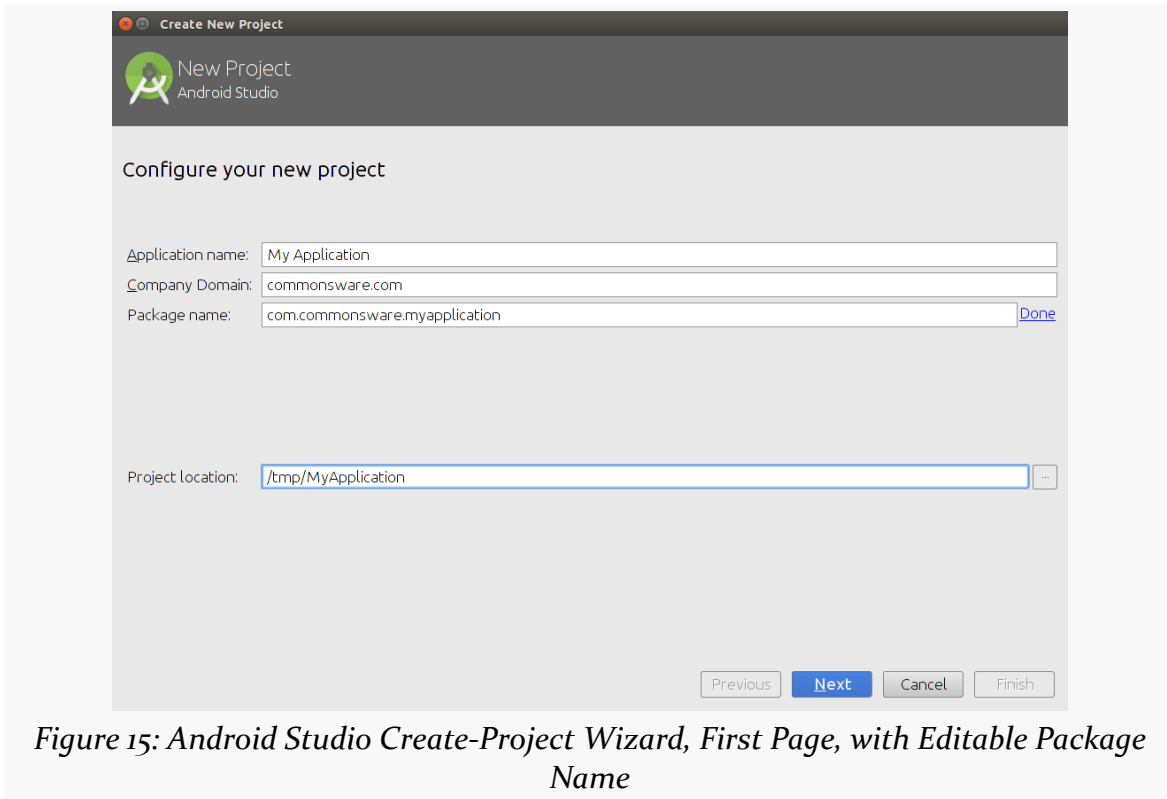 Create New Project
New Project
Android Studio
Configure your new project
Application name: My Application
Company Domain: commonsware.com
Package name: com.commonsware.myapplication Done
Project location: /tmp/MyApplication ...
Previous Next Cancel Finish
Figure 15: Android Studio Create-Project Wizard, First Page, with Editable Package
Name